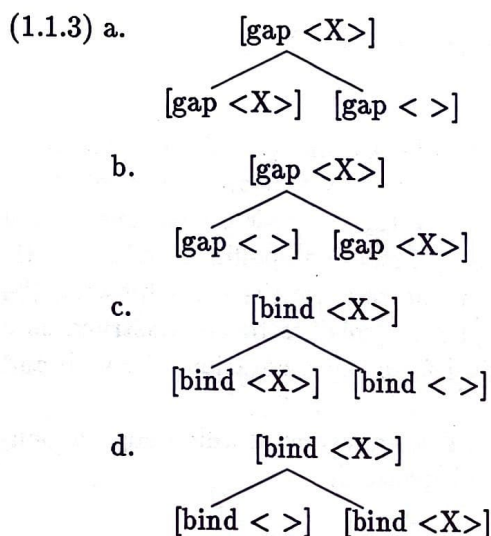 (1.1.3) a. [gap <X>]
[gap <X>] [gap < >]
b. [gap <X>]
[gap < >] [gap <X>]
c. [bind <X>]
[bind <X>] [bind < >]
d. [bind <X>]
[bind < >] [bind <X>]